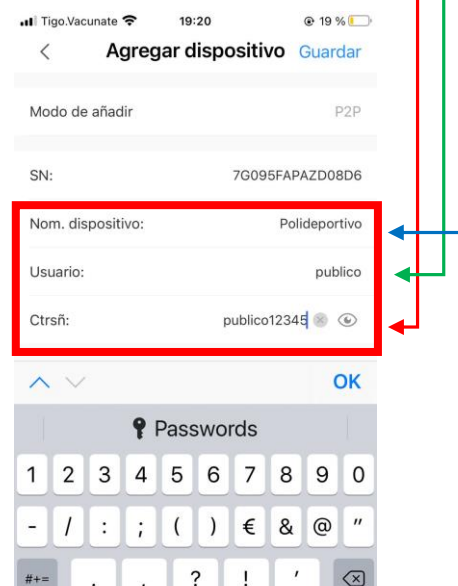 Tigo.Vacunate 19:20 19 %
Agregar dispositivo Guardar
Modo de añadir P2P
SN: 7G095FAPAZD08D6
Nom. dispositivo: Polideportivo
Usuario: publico
Ctrsñ: publico12345
OK
Passwords
1 2 3 4 5 6 7 8 9 0
- / : ; ( ) € & @ "
#+= . , ? ! '